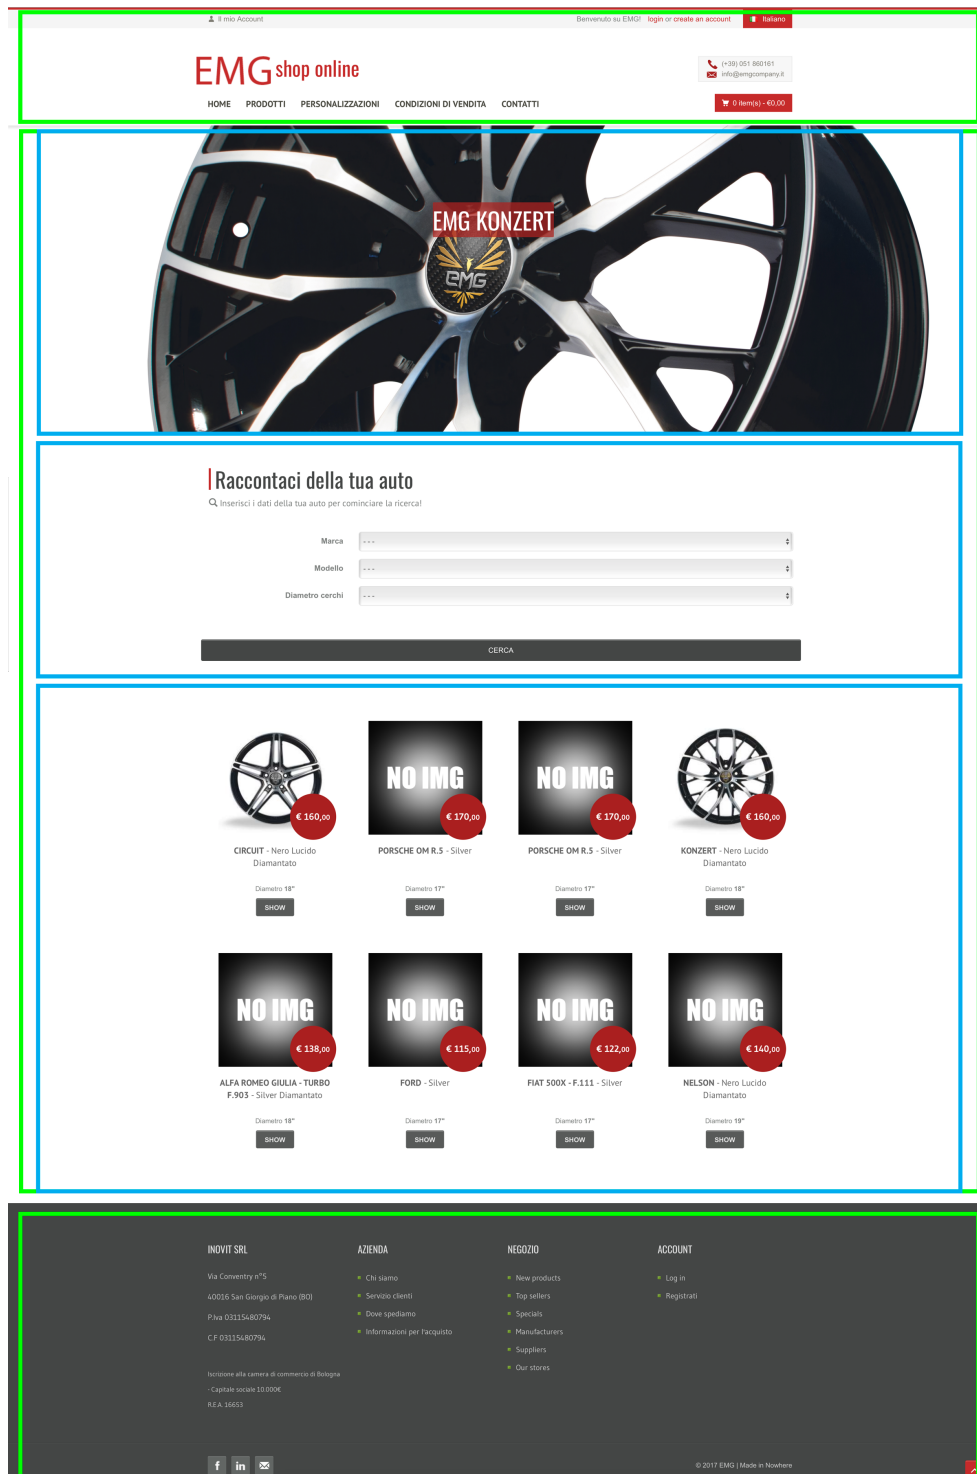 Il mio Account
Benvenuto su EMG! login or create an account
Italiano
EMG shop online
(+39) 051 860161
info@emgcompany.it
HOME PRODOTTI PERSONALIZZAZIONI CONDIZIONI DI VENDITA CONTATTI
0 item(s) - €0,00
EMG KONZERT
EMG
Raccontaci della tua auto
Inserisci i dati della tua auto per cominciare la ricerca!
Marca ---
Modello ---
Diametro cerchi ---
CERCA
€ 160,00
CIRCUIT - Nero Lucido
Diamantato
Diametro 18"
SHOW
NO IMG
€ 170,00
PORSCHE OM R.5 - Silver
Diametro 17"
SHOW
NO IMG
€ 170,00
PORSCHE OM R.5 - Silver
Diametro 17"
SHOW
€ 160,00
KONZERT - Nero Lucido
Diamantato
Diametro 18"
SHOW
NO IMG
€ 138,00
ALFA ROMEO GIULIA - TURBO
F.903 - Silver Diamantato
Diametro 18"
SHOW
NO IMG
€ 115,00
FORD - Silver
Diametro 17"
SHOW
NO IMG
€ 122,00
FIAT 500X - F.111 - Silver
Diametro 17"
SHOW
NO IMG
€ 140,00
NELSON - Nero Lucido
Diamantato
Diametro 19"
SHOW
INOVIT SRL
Via Conventry n°5
40016 San Giorgio di Piano (BO)
P.Iva 03115480794
C.F 03115480794
Iscrizione alla camera di commercio di Bologna
- Capitale sociale 10.000€
R.E.A. 16653
AZIENDA
Chi siamo
Servizio clienti
Dove spediamo
Informazioni per l'acquisto
NEGOZIO
New products
Top sellers
Specials
Manufacturers
Suppliers
Our stores
ACCOUNT
Log in
Registrati
f in
© 2017 EMG | Made in Nowhere